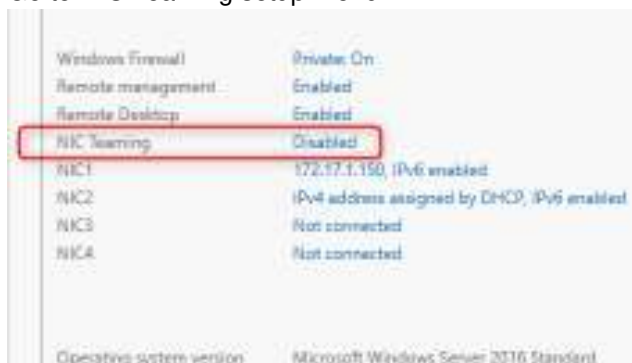 Windows Firewall Private: On
Remote management Enabled
Remote Desktop Enabled
NIC Teaming Disabled
NIC1 172.17.1.150, IPv6 enabled
NIC2 IPv4 address assigned by DHCP, IPv6 enabled
NIC3 Not connected
NIC4 Not connected
Operating system version Microsoft Windows Server 2016 Standard